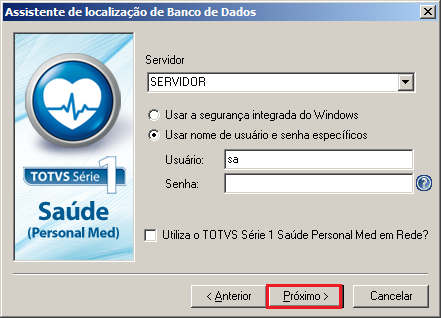 Assistente de localização de Banco de Dados
Servidor
SERVIDOR
Usar a segurança integrada do Windows
Usar nome de usuário e senha específicos
Usuário: sa
Senha:
?
Utiliza o TOTVS Série 1 Saúde Personal Med em Rede?
TOTVS Série 1
Saúde
(Personal Med)
< Anterior Próximo > Cancelar